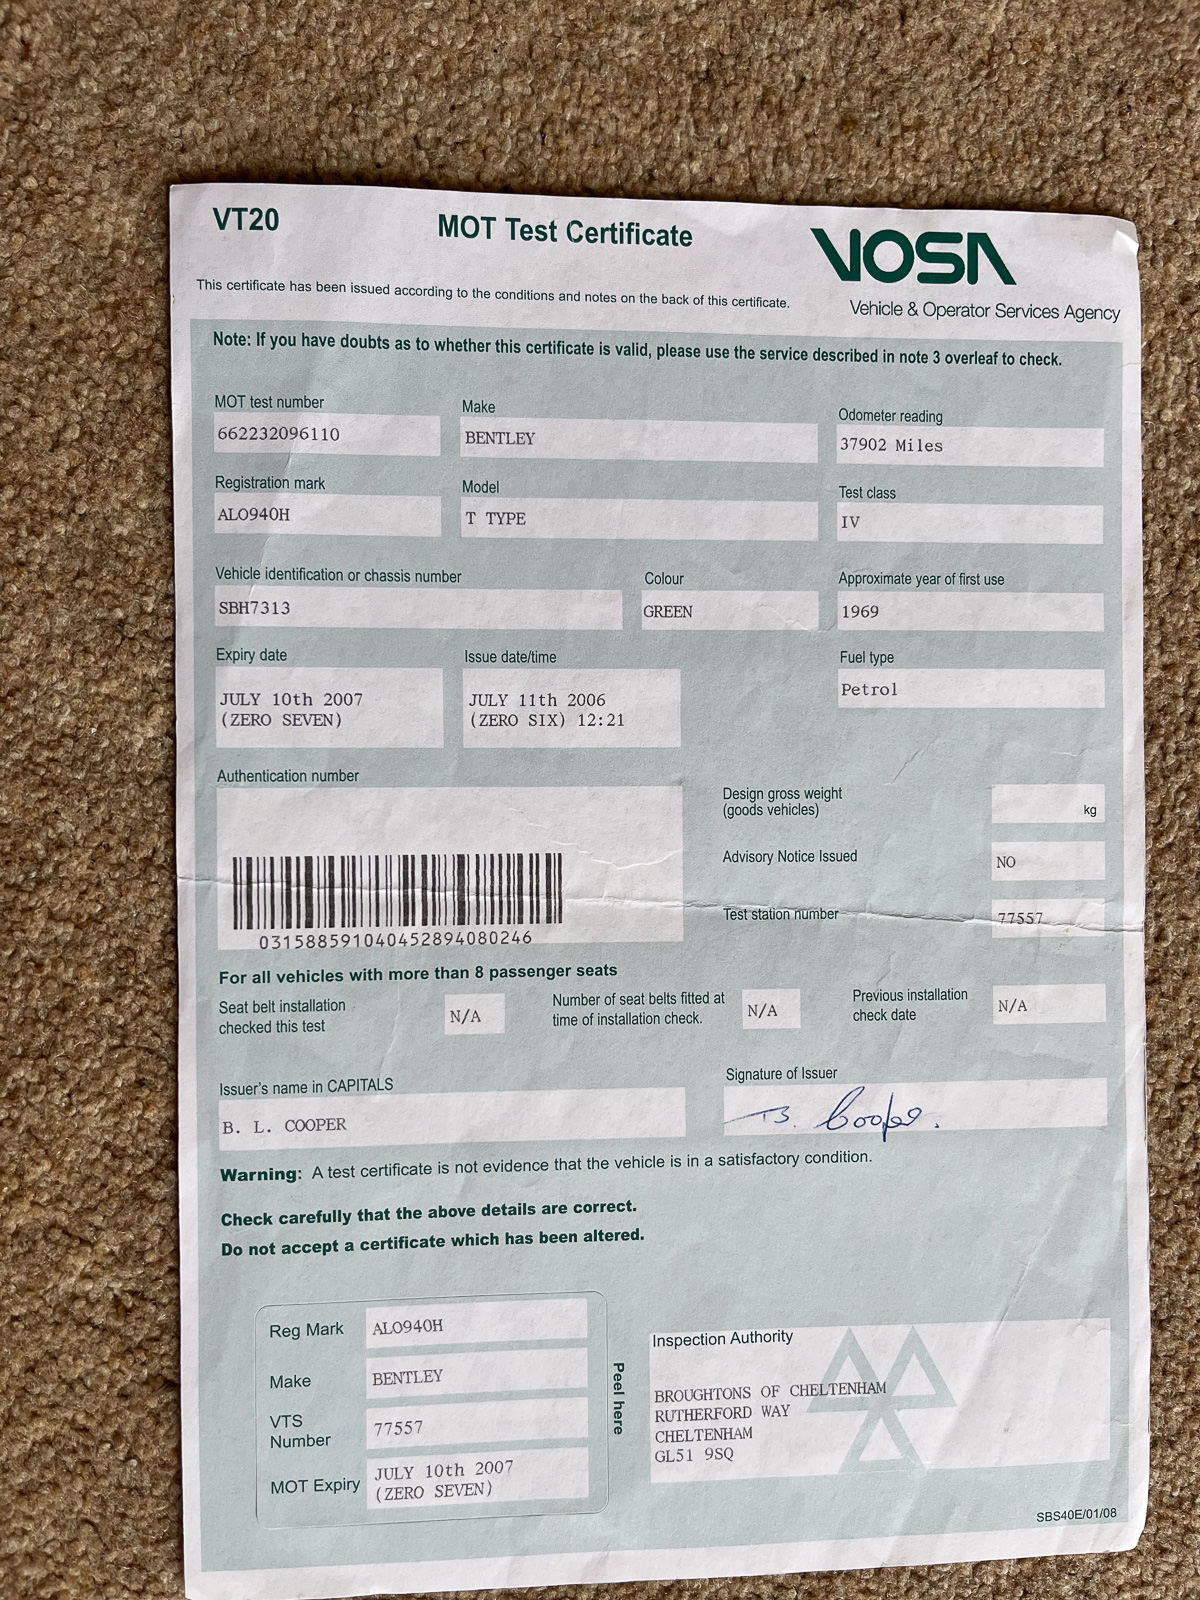 VT20
MOT Test Certificate
VOSA
Vehicle & Operator Services Agency
This certificate has been issued according to the conditions and notes on the back of this certificate.
Note: If you have doubts as to whether this certificate is valid, please use the service described in note 3 overleaf to check.
MOT test number
662232096110
Make
BENTLEY
Odometer reading
37902 Miles
Registration mark
ALO940H
Model
T TYPE
Test class
IV
Vehicle identification or chassis number
SBH7313
Colour
GREEN
Approximate year of first use
1969
Expiry date
JULY 10th 2007
(ZERO SEVEN)
Issue date/time
JULY 11th 2006
(ZERO SIX) 12:21
Fuel type
Petrol
Authentication number
031588591040452894080246
Design gross weight
(goods vehicles)
kg
Advisory Notice Issued
NO
Test station number
77557
For all vehicles with more than 8 passenger seats
Seat belt installation
checked this test
N/A
Number of seat belts fitted at
time of installation check.
N/A
Previous installation
check date
N/A
Issuer's name in CAPITALS
B. L. COOPER
Signature of Issuer
B. Cooper.
Warning: A test certificate is not evidence that the vehicle is in a satisfactory condition.
Check carefully that the above details are correct.
Do not accept a certificate which has been altered.
Reg Mark
ALO940H
Make
BENTLEY
VTS
Number
77557
MOT Expiry
JULY 10th 2007
(ZERO SEVEN)
Peel here
Inspection Authority
BROUGHTONS OF CHELTENHAM
RUTHERFORD WAY
CHELTENHAM
GL51 9SQ
SBS40E/01/08